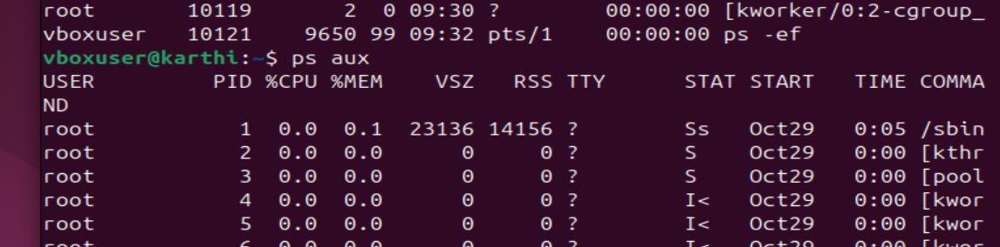 root       10119       2  0 09:30 ?        00:00:00 [kworker/0:2-cgroup_
vboxuser   10121    9650 99 09:32 pts/1    00:00:00 ps -ef
vboxuser@karthi:~$ ps aux
USER         PID %CPU %MEM    VSZ   RSS TTY      STAT START   TIME COMMA
ND
root           1  0.0  0.1  23136 14156 ?        Ss   Oct29   0:05 /sbin
root           2  0.0  0.0      0     0 ?        S    Oct29   0:00 [kthr
root           3  0.0  0.0      0     0 ?        S    Oct29   0:00 [pool
root           4  0.0  0.0      0     0 ?        I<   Oct29   0:00 [kwor
root           5  0.0  0.0      0     0 ?        I<   Oct29   0:00 [kwor
root           6  0.0  0.0      0     0 ?        I<   Oct29   0:00 [kwor